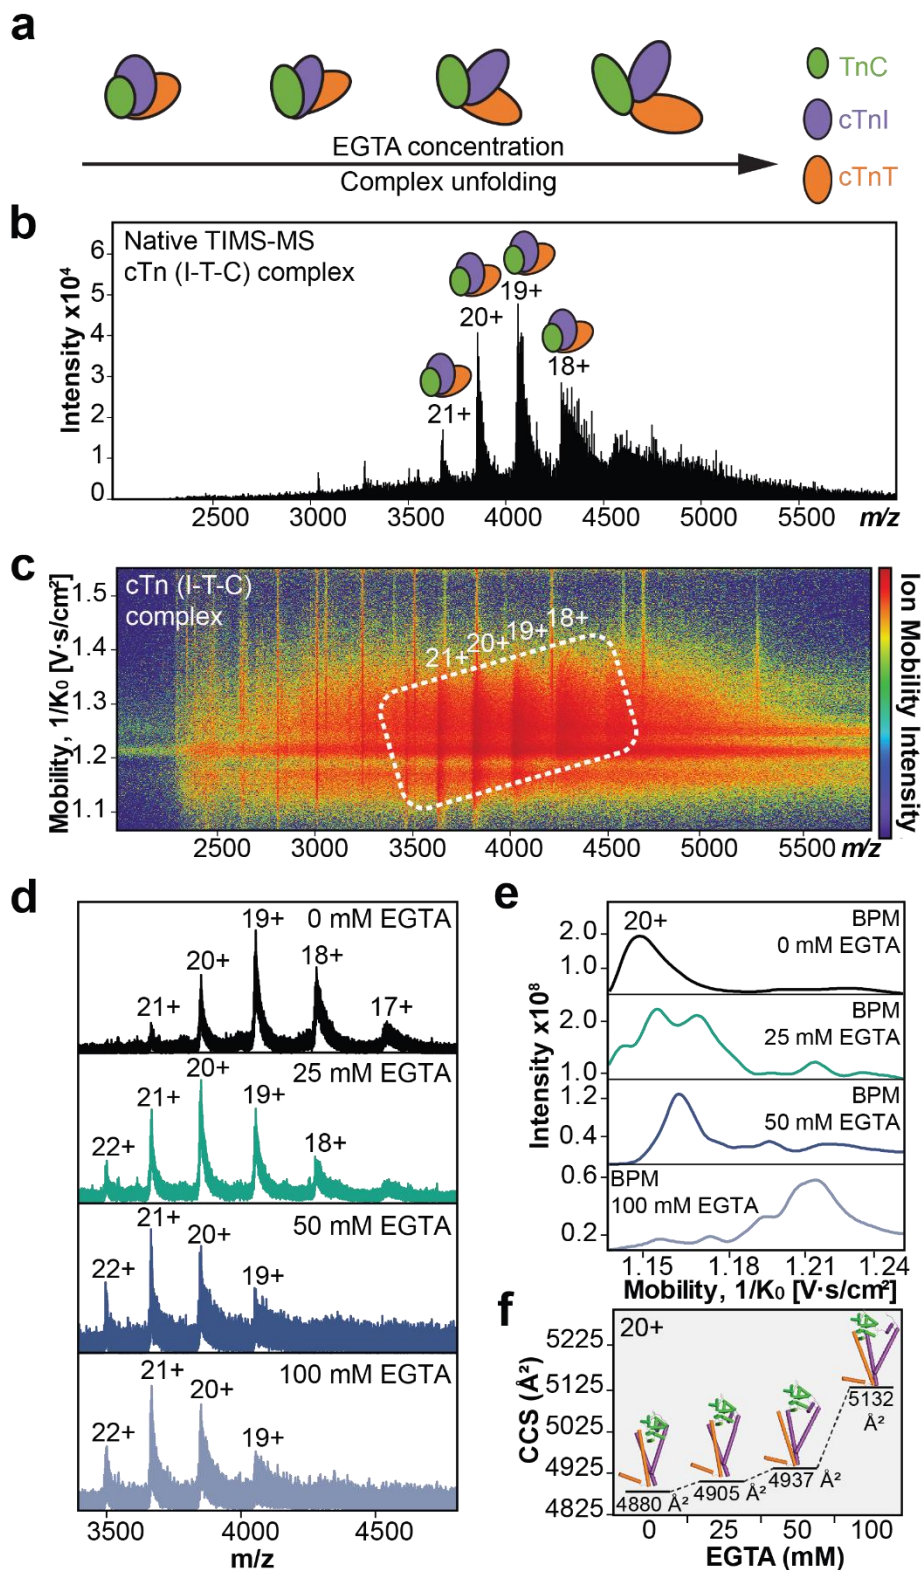 a
TnC
cTnI
cTnT
EGTA concentration
Complex unfolding
b
Native TIMS-MS
cTn (I-T-C) complex
21+
20+
19+
18+
Intensity x10⁴
6
5
4
3
2
1
0
2500 3000 3500 4000 4500 5000 5500 m/z
c
cTn (I-T-C)
complex
21+ 20+ 19+ 18+
Mobility, 1/K₀ [V·s/cm²]
1.5
1.4
1.3
1.2
1.1
2500 3000 3500 4000 4500 5000 5500 m/z
Ion Mobility Intensity
d
0 mM EGTA
21+ 20+ 19+ 18+ 17+
25 mM EGTA
22+ 21+ 20+ 19+ 18+
50 mM EGTA
22+ 21+ 20+ 19+
100 mM EGTA
22+ 21+ 20+ 19+
3500 4000 4500
m/z
e
20+
BPM
0 mM EGTA
2.0
1.0
BPM
25 mM EGTA
2.0
1.0
BPM
50 mM EGTA
1.2
0.4
BPM
100 mM EGTA
0.6
0.2
Intensity x10⁸
1.15 1.18 1.21 1.24
Mobility, 1/K₀ [V·s/cm²]
f
20+
CCS (Å²)
5225
5125
5025
4925
4825
4880 Å²
4905 Å²
4937 Å²
5132
Å²
0 25 50 100
EGTA (mM)